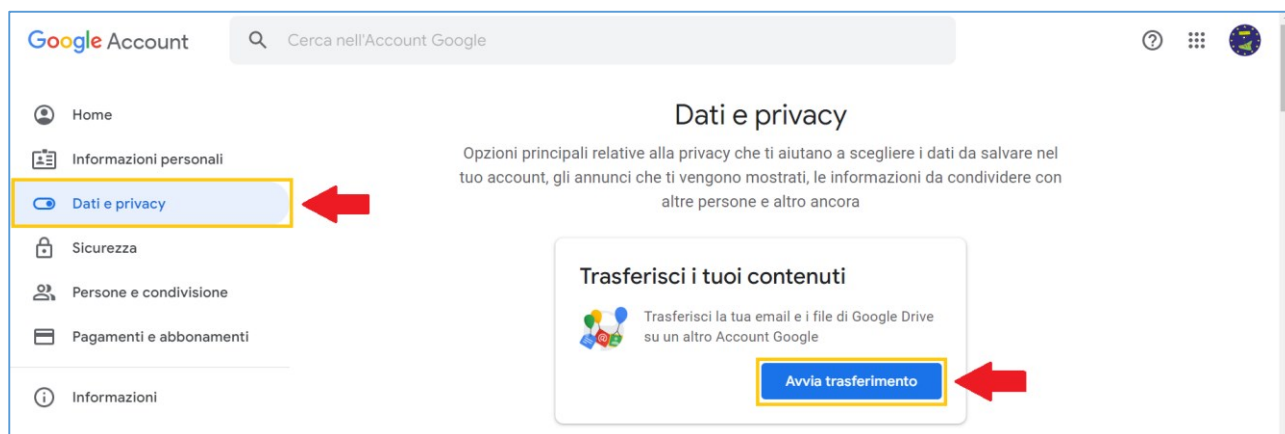 Google Account
Cerca nell'Account Google
Home
Informazioni personali
Dati e privacy
Sicurezza
Persone e condivisione
Pagamenti e abbonamenti
Informazioni
Dati e privacy
Opzioni principali relative alla privacy che ti aiutano a scegliere i dati da salvare nel
tuo account, gli annunci che ti vengono mostrati, le informazioni da condividere con
altre persone e altro ancora
Trasferisci i tuoi contenuti
Trasferisci la tua email e i file di Google Drive
su un altro Account Google
Avvia trasferimento